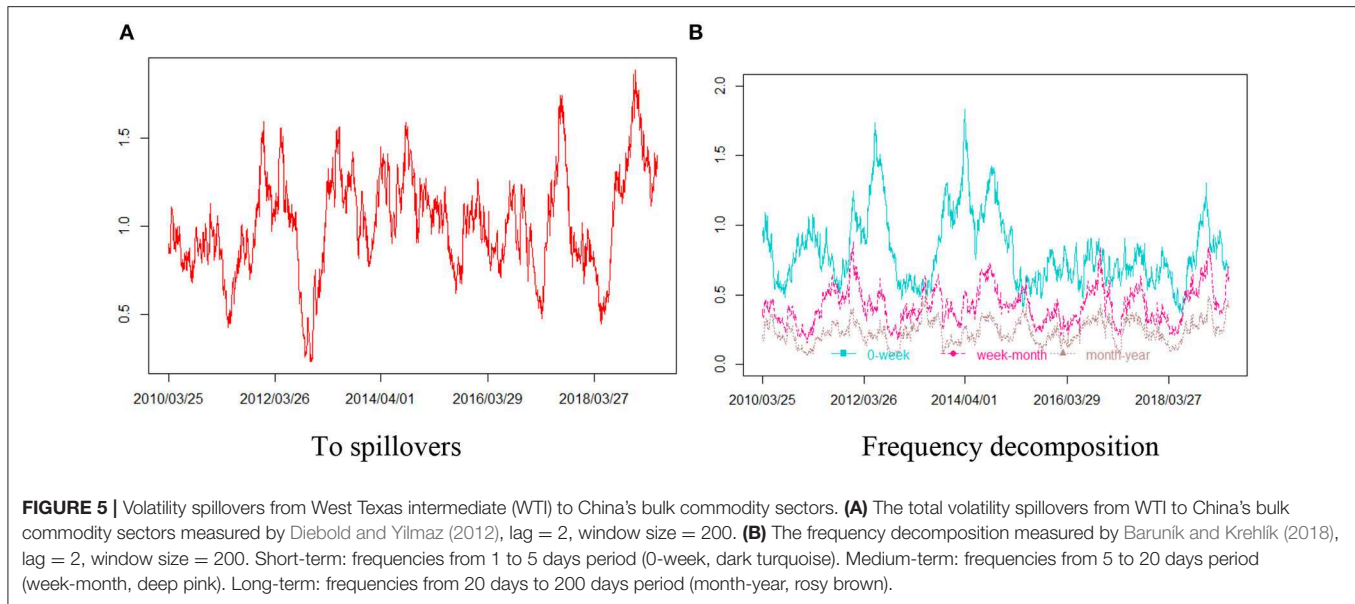 A
B
1.5
1.0
0.5
2010/03/25 2012/03/26 2014/04/01 2016/03/29 2018/03/27
To spillovers
2.0
1.5
1.0
0.5
0.0
0-week week-month month-year
2010/03/25 2012/03/26 2014/04/01 2016/03/29 2018/03/27
Frequency decomposition
FIGURE 5 | Volatility spillovers from West Texas intermediate (WTI) to China's bulk commodity sectors. (A) The total volatility spillovers from WTI to China's bulk
commodity sectors measured by Diebold and Yilmaz (2012), lag = 2, window size = 200. (B) The frequency decomposition measured by Baruník and Krehlík (2018),
lag = 2, window size = 200. Short-term: frequencies from 1 to 5 days period (0-week, dark turquoise). Medium-term: frequencies from 5 to 20 days period
(week-month, deep pink). Long-term: frequencies from 20 days to 200 days period (month-year, rosy brown).